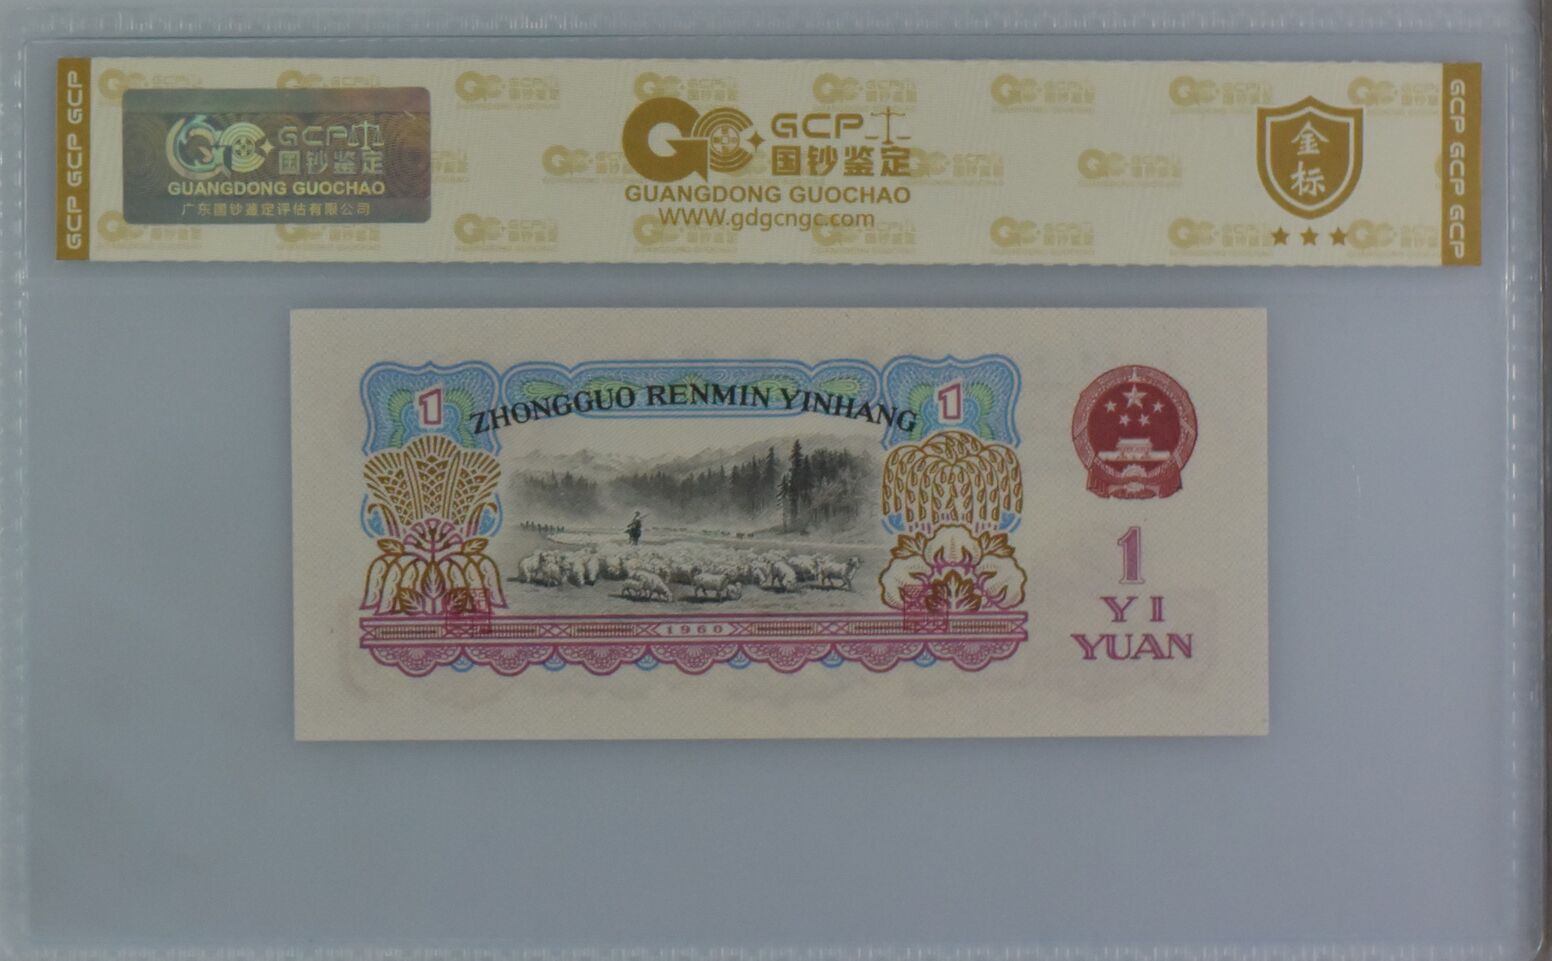 GCP GCP GCP
GCP
国钞鉴定
GUANGDONG GUOCHAO
广东国钞鉴定评估有限公司
GCP
国钞鉴定
GUANGDONG GUOCHAO
WWW.gdgcngc.com
金标
GCP GCP GCP GCP
1
ZHONGGUO RENMIN YINHANG
1
1960
1
YI
YUAN